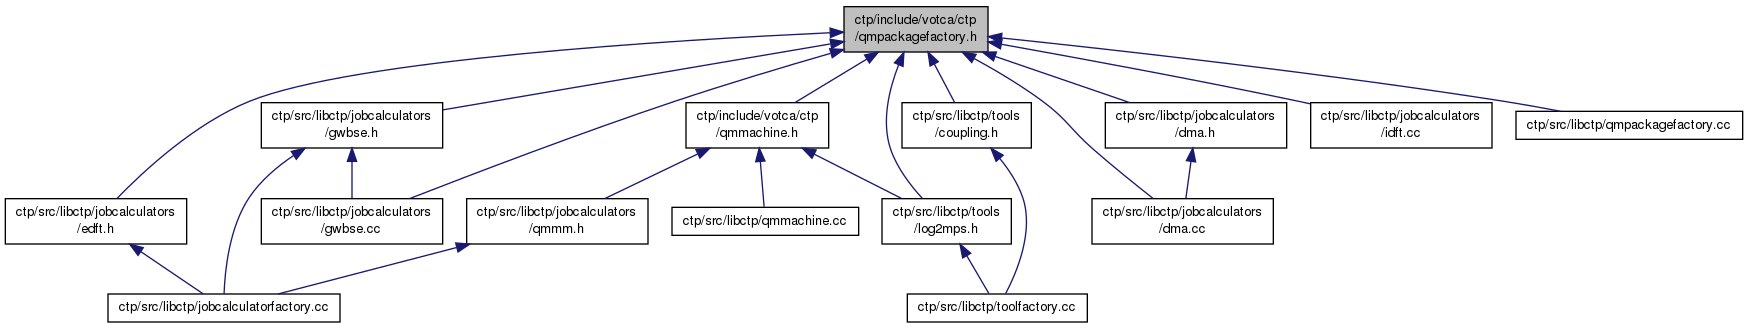 ctp/include/votca/ctp
/qmpackagefactory.h
ctp/src/libctp/jobcalculators
/gwbse.h
ctp/include/votca/ctp
/qmmachine.h
ctp/src/libctp/tools
/coupling.h
ctp/src/libctp/jobcalculators
/dma.h
ctp/src/libctp/jobcalculators
/idft.cc
ctp/src/libctp/qmpackagefactory.cc
ctp/src/libctp/jobcalculators
/edft.h
ctp/src/libctp/jobcalculators
/gwbse.cc
ctp/src/libctp/jobcalculators
/qmmm.h
ctp/src/libctp/qmmachine.cc
ctp/src/libctp/tools
/log2mps.h
ctp/src/libctp/jobcalculators
/dma.cc
ctp/src/libctp/jobcalculatorfactory.cc
ctp/src/libctp/toolfactory.cc